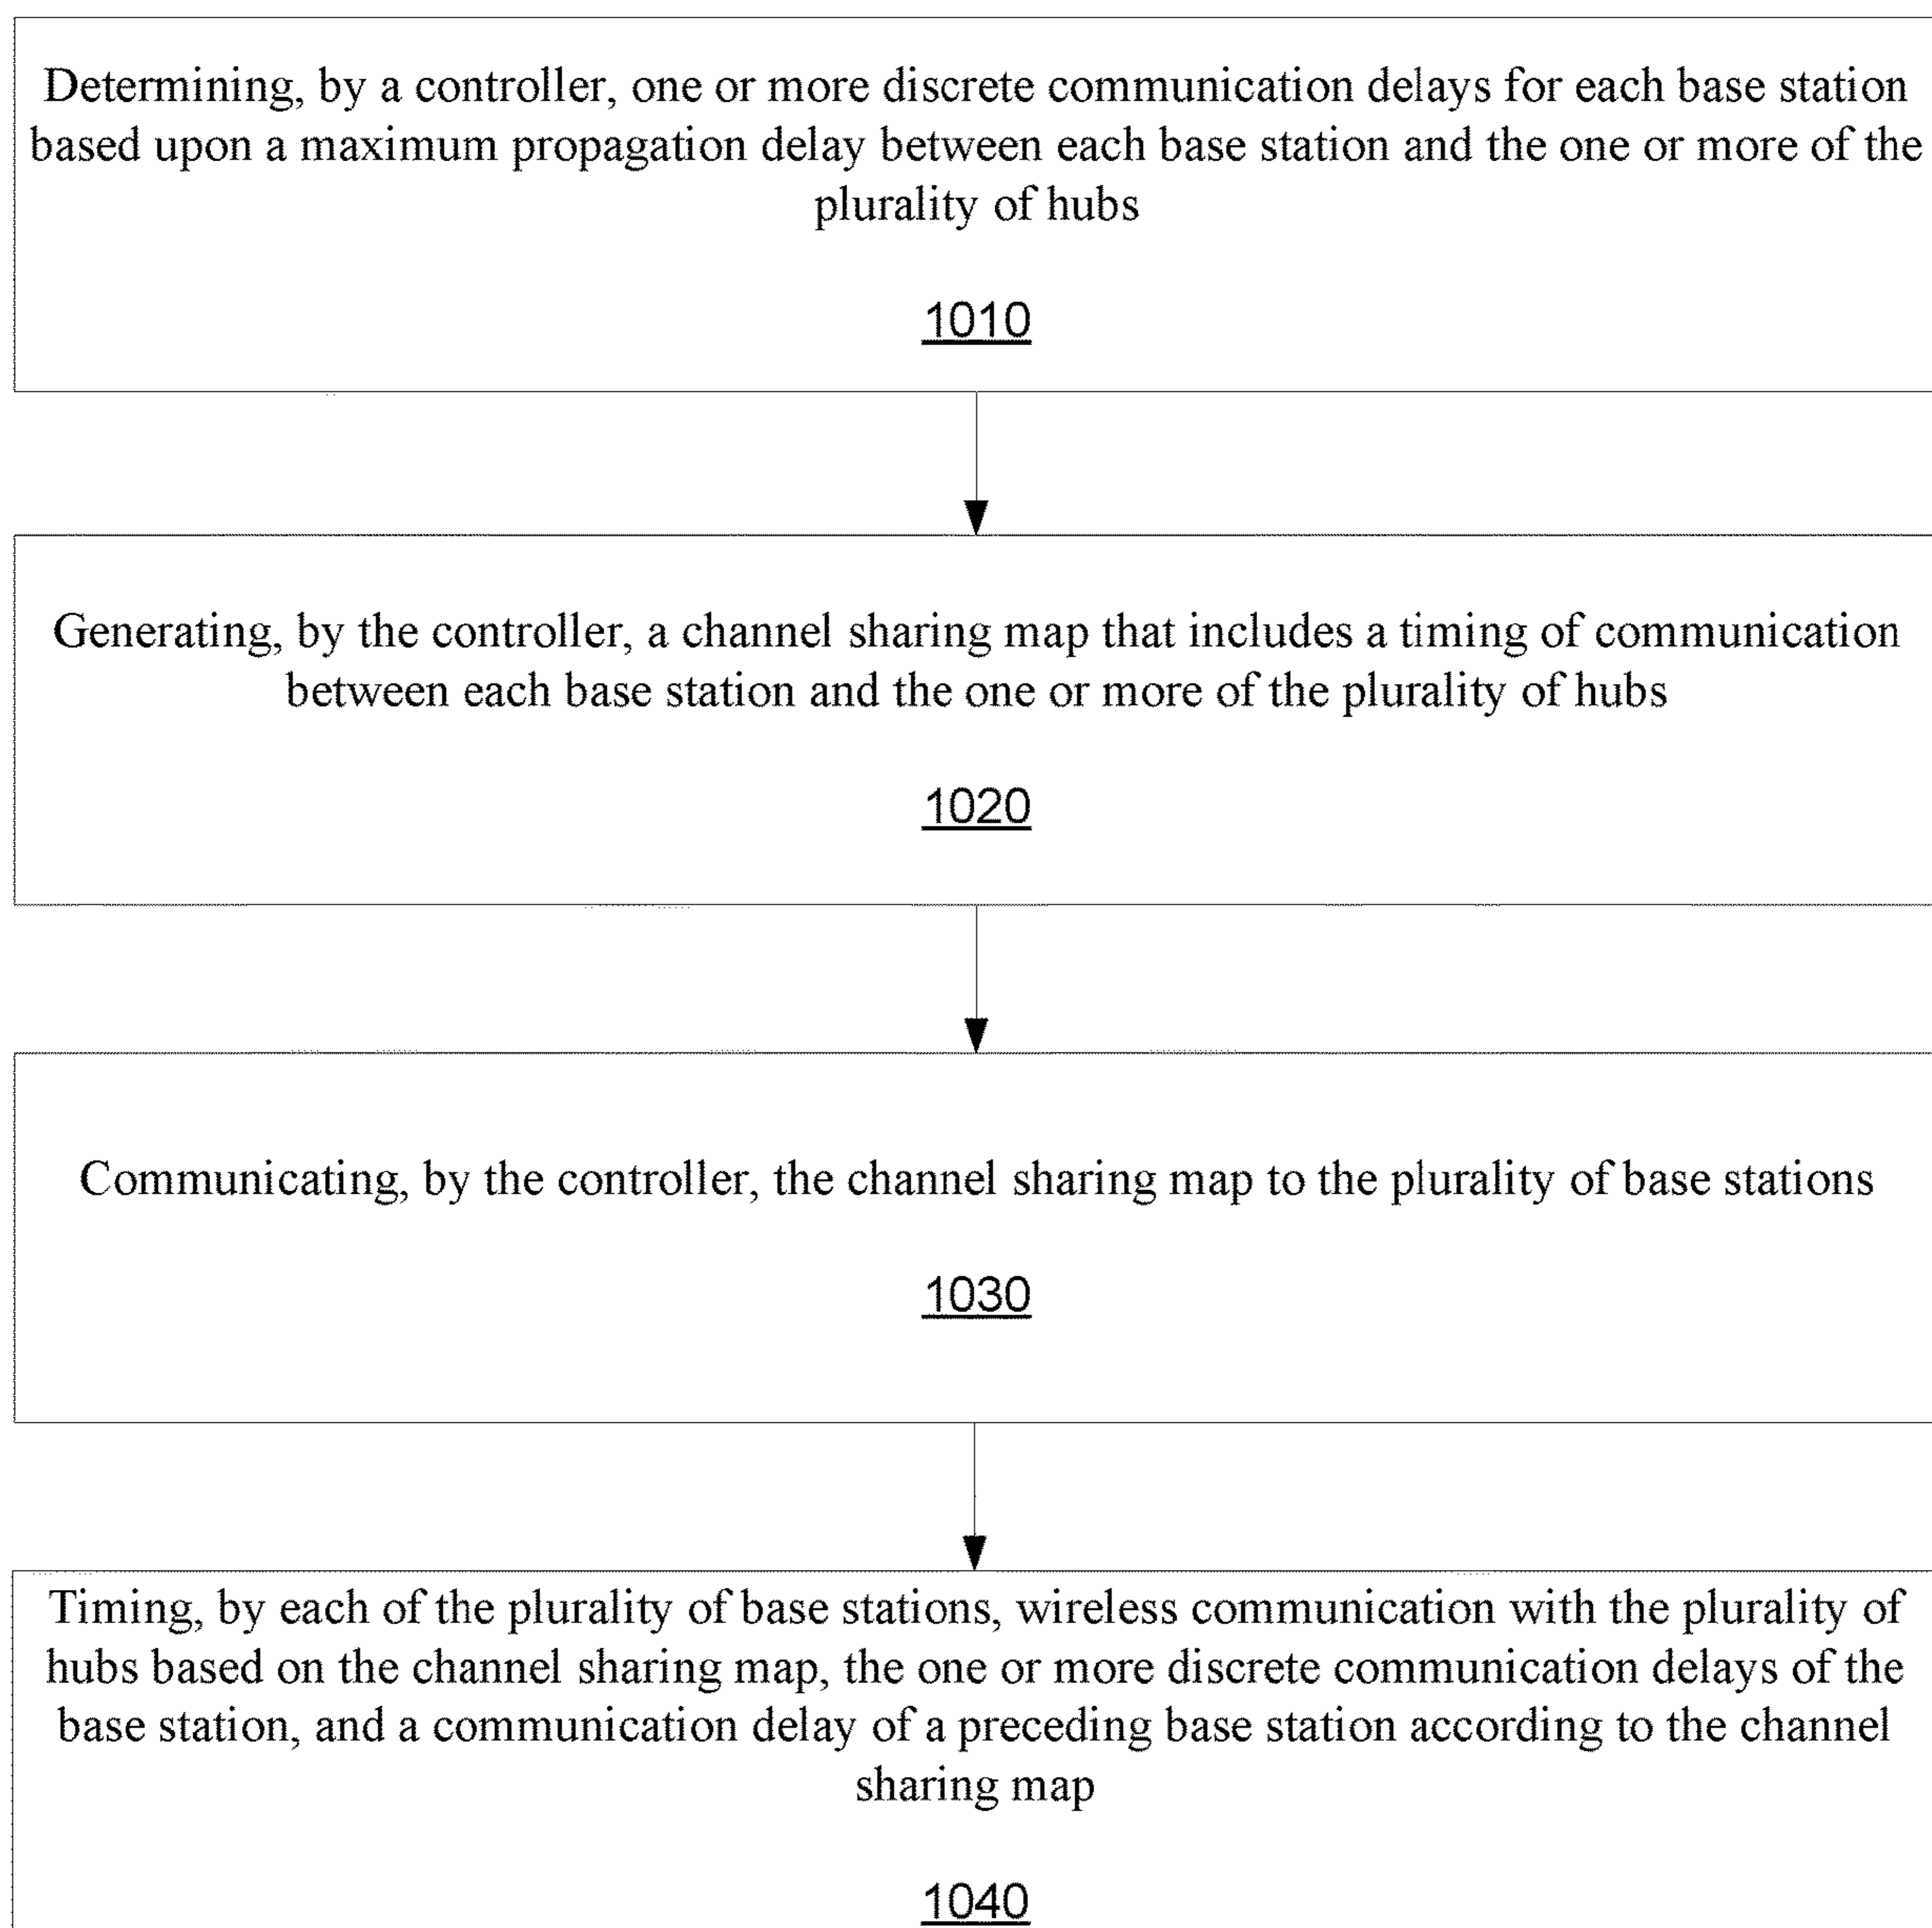 Determining, by a controller, one or more discrete communication delays for each base station
based upon a maximum propagation delay between each base station and the one or more of the
plurality of hubs
1010
Generating, by the controller, a channel sharing map that includes a timing of communication
between each base station and the one or more of the plurality of hubs
1020
Communicating, by the controller, the channel sharing map to the plurality of base stations
1030
Timing, by each of the plurality of base stations, wireless communication with the plurality of
hubs based on the channel sharing map, the one or more discrete communication delays of the
base station, and a communication delay of a preceding base station according to the channel
sharing map
1040